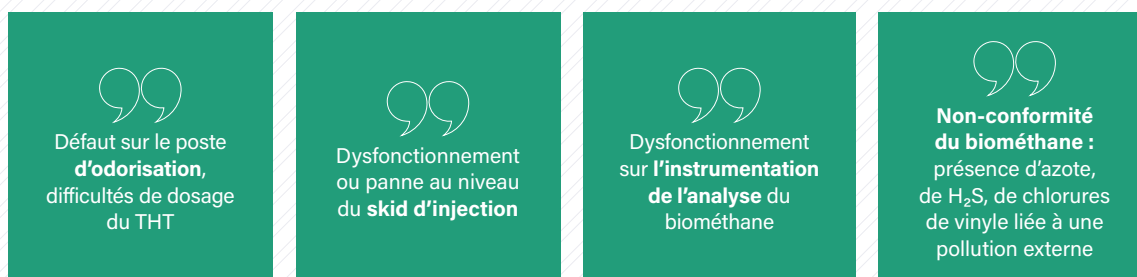 Défaut sur le poste
d'odorisation,
difficultés de dosage
du THT
Dysfonctionnement
ou panne au niveau
du skid d'injection
Dysfonctionnement
sur l'instrumentation
de l'analyse du
biométhane
Non-conformité
du biométhane :
présence d'azote,
de H₂S, de chlorures
de vinyle liée à une
pollution externe